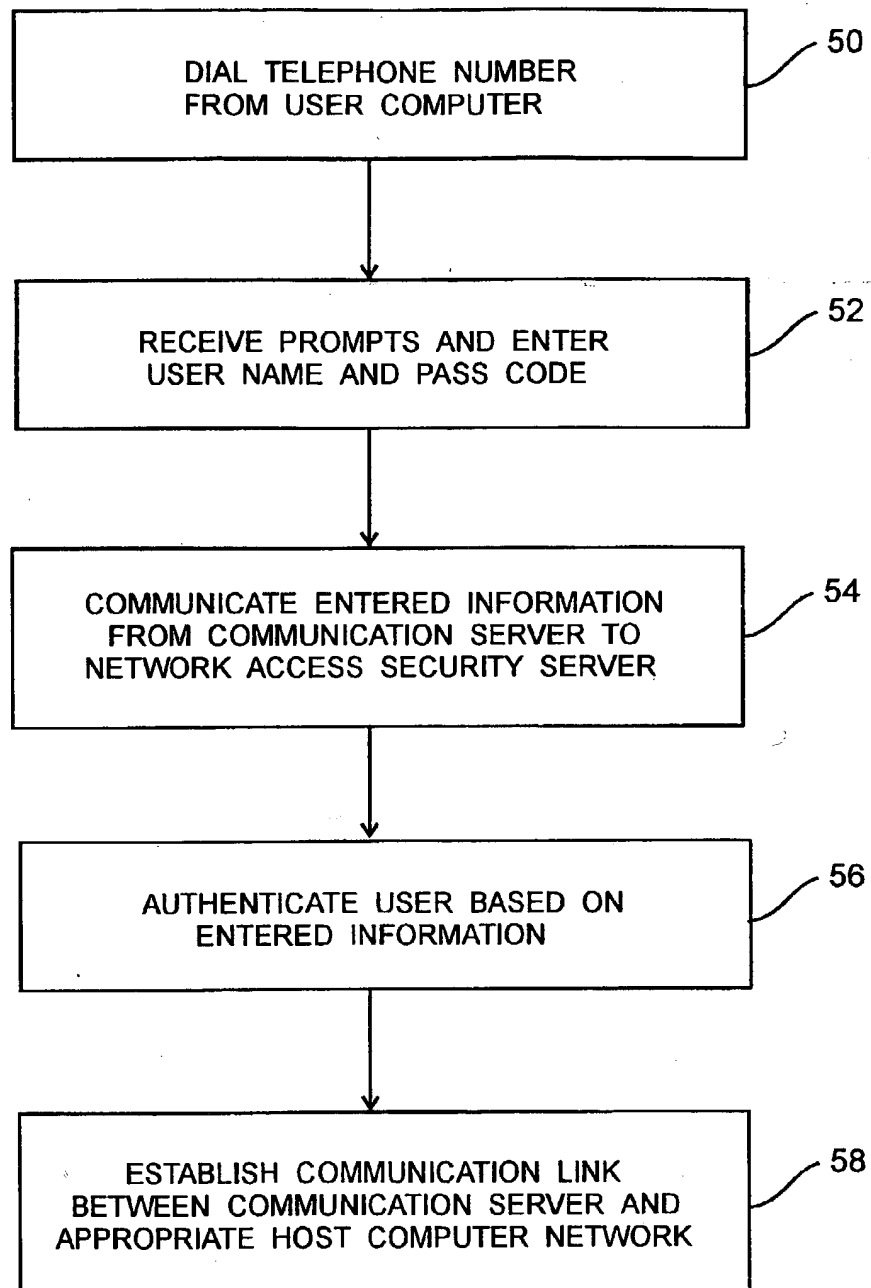 DIAL TELEPHONE NUMBER
FROM USER COMPUTER
50
RECEIVE PROMPTS AND ENTER
USER NAME AND PASS CODE
52
COMMUNICATE ENTERED INFORMATION
FROM COMMUNICATION SERVER TO
NETWORK ACCESS SECURITY SERVER
54
AUTHENTICATE USER BASED ON
ENTERED INFORMATION
56
ESTABLISH COMMUNICATION LINK
BETWEEN COMMUNICATION SERVER AND
APPROPRIATE HOST COMPUTER NETWORK
58